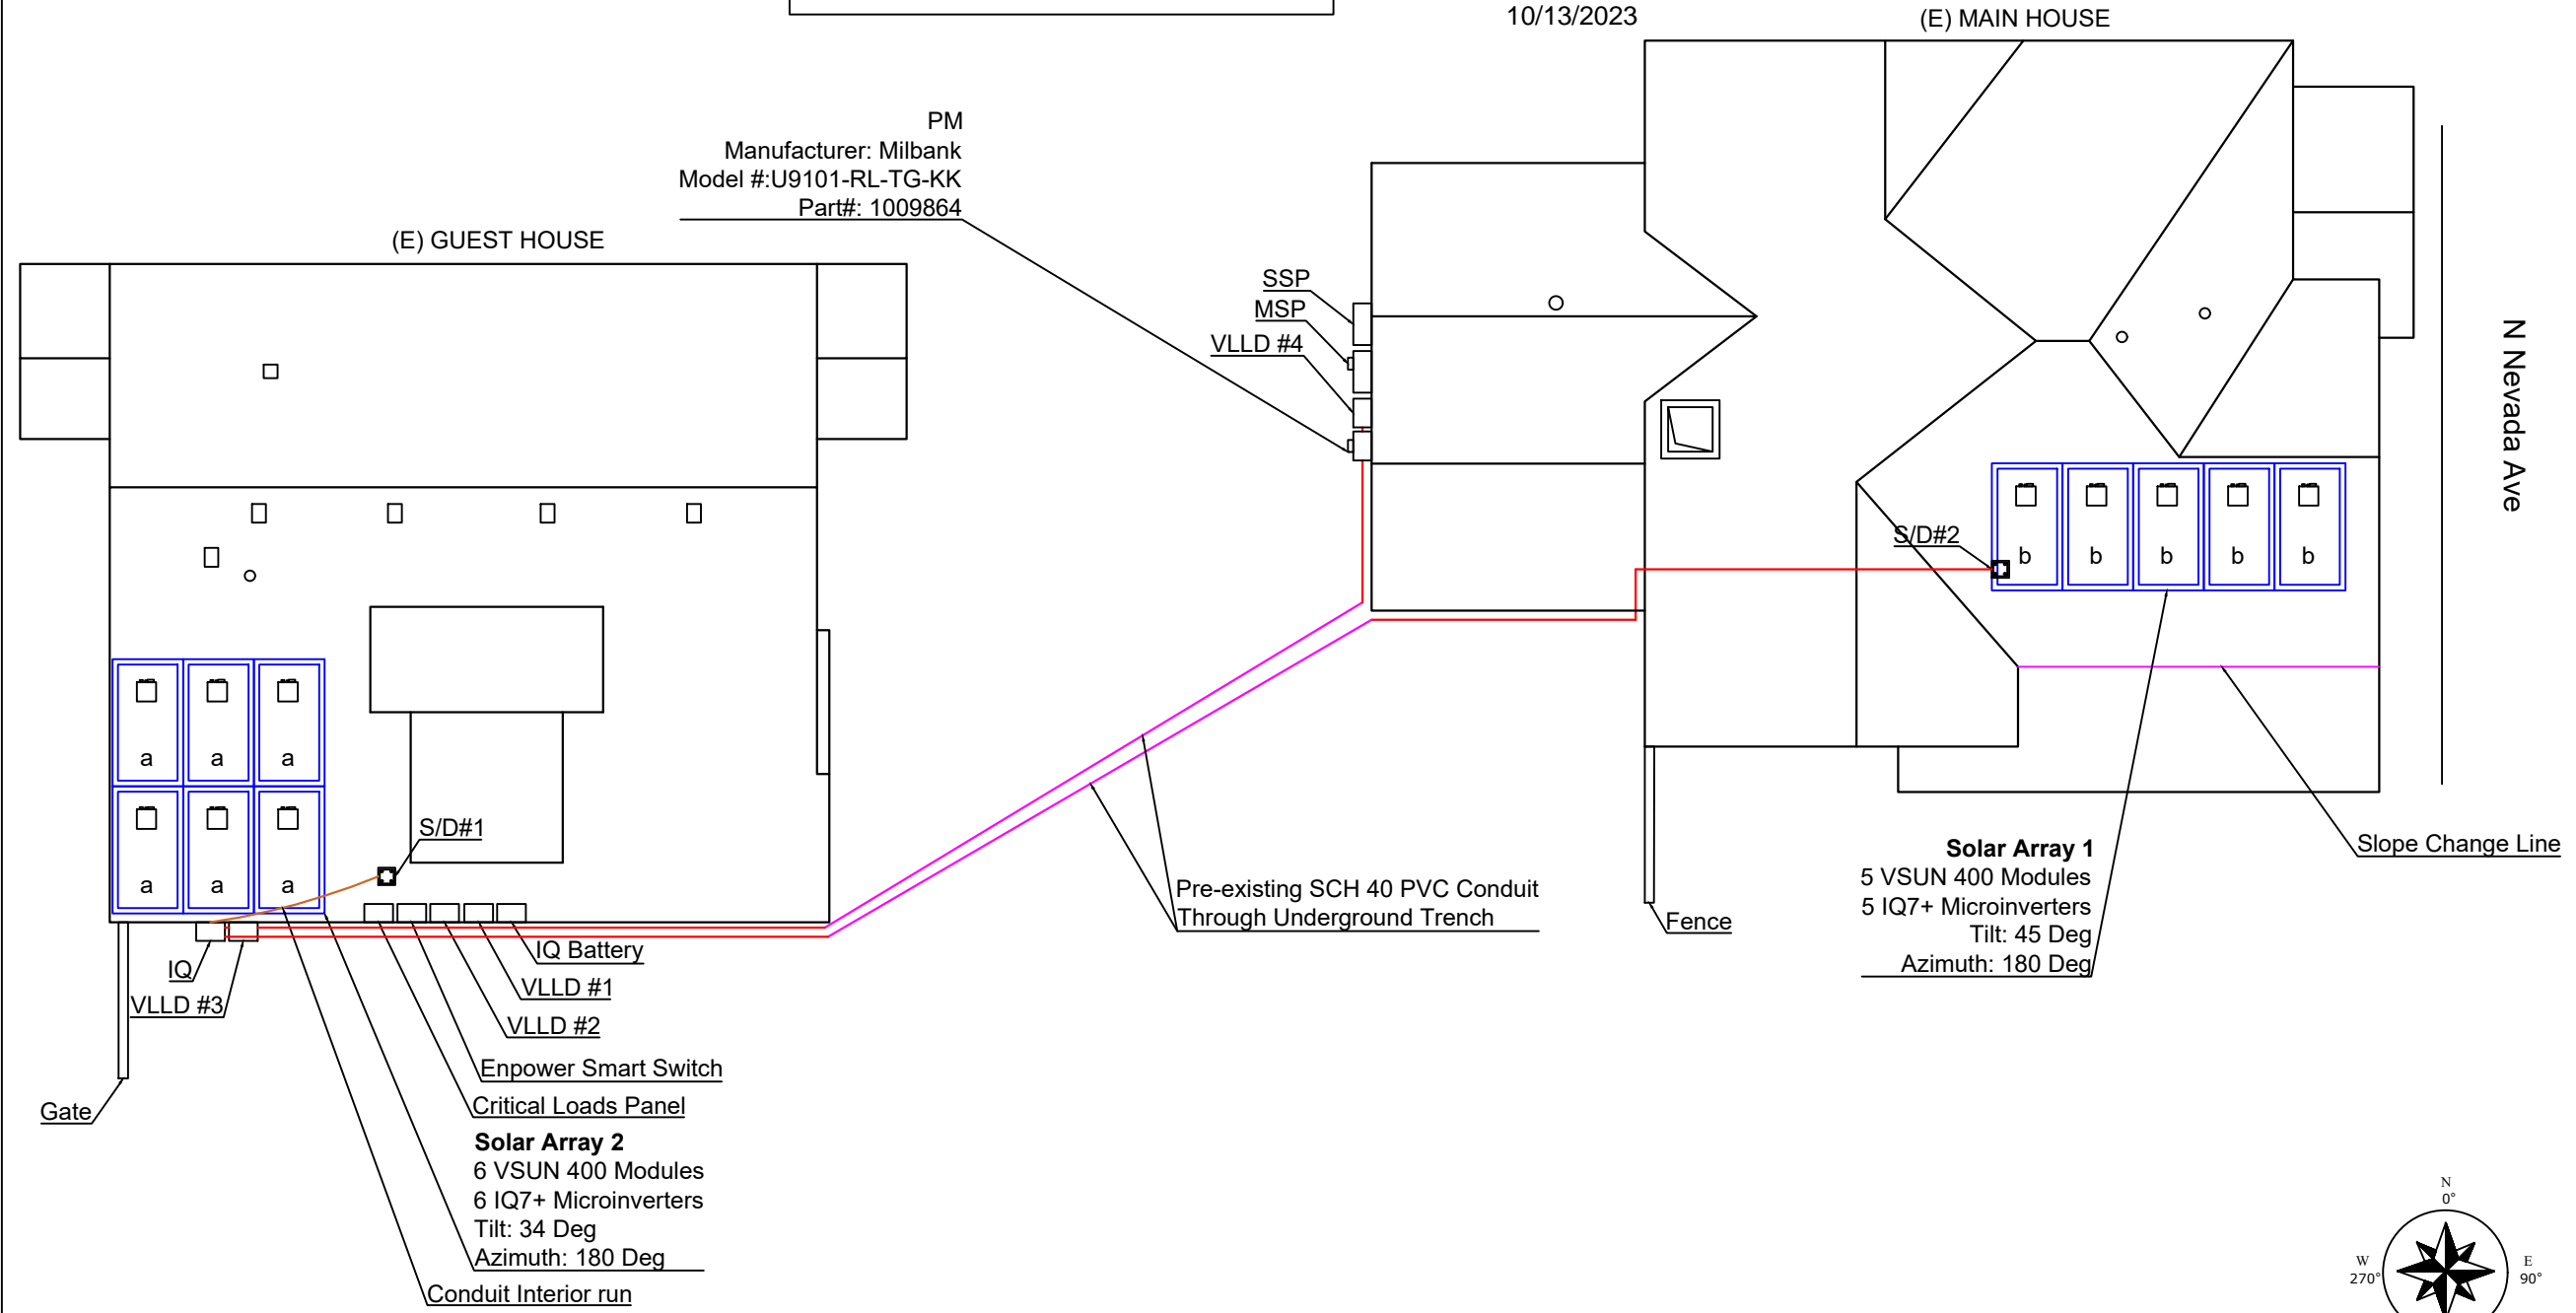 10/13/2023
(E) MAIN HOUSE
PM
Manufacturer: Milbank
Model #:U9101-RL-TG-KK
Part#: 1009864
(E) GUEST HOUSE
SSP
MSP
VLLD #4
N Nevada Ave
S/D#2
b
b
b
b
b
a
a
a
a
a
a
S/D#1
Solar Array 1
5 VSUN 400 Modules
5 IQ7+ Microinverters
Tilt: 45 Deg
Azimuth: 180 Deg
Slope Change Line
Pre-existing SCH 40 PVC Conduit
Through Underground Trench
Fence
IQ Battery
IQ
VLLD #1
VLLD #3
VLLD #2
Enpower Smart Switch
Critical Loads Panel
Gate
Solar Array 2
6 VSUN 400 Modules
6 IQ7+ Microinverters
Tilt: 34 Deg
Azimuth: 180 Deg
Conduit Interior run
N
0°
W
270°
E
90°